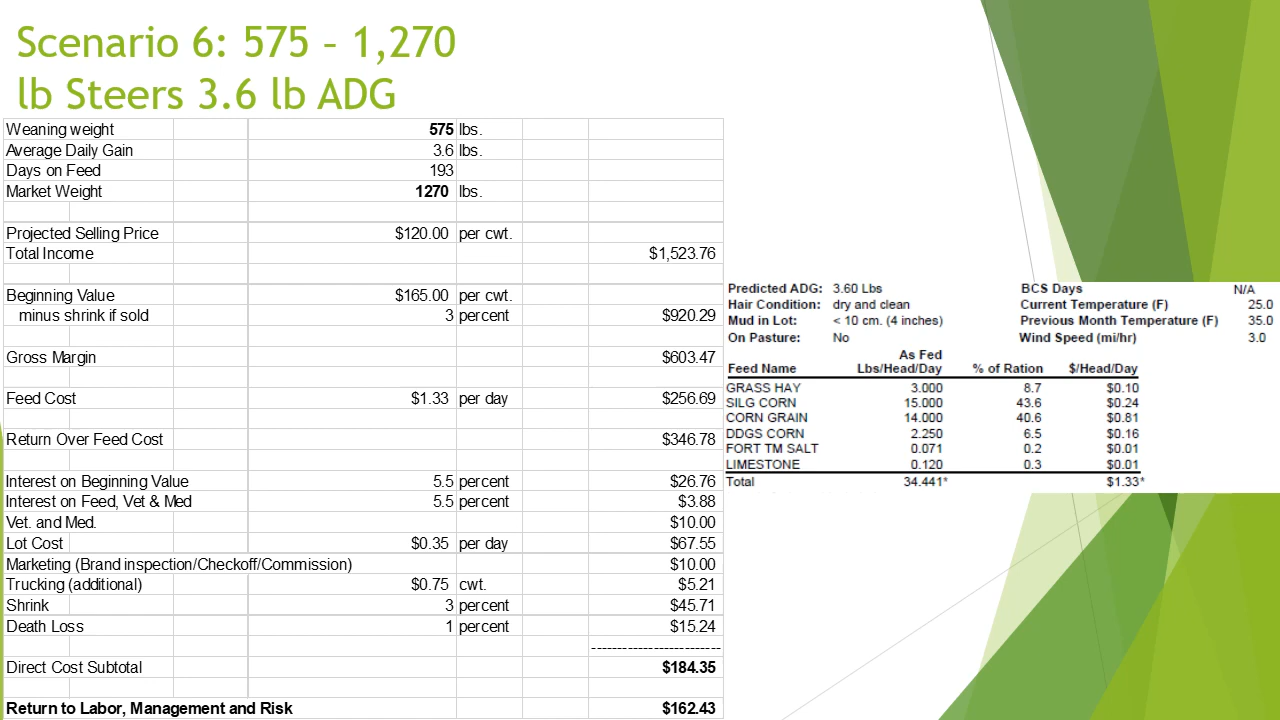 Scenario 6: 575 – 1,270
lb Steers 3.6 lb ADG
Weaning weight 575 lbs.
Average Daily Gain 3.6 lbs.
Days on Feed 193
Market Weight 1270 lbs.
Projected Selling Price $120.00 per cwt.
Total Income $1,523.76
Beginning Value $165.00 per cwt.
minus shrink if sold 3 percent $920.29
Gross Margin $603.47
Feed Cost $1.33 per day $256.69
Return Over Feed Cost $346.78
Interest on Beginning Value 5.5 percent $26.76
Interest on Feed, Vet & Med 5.5 percent $3.88
Vet. and Med. $10.00
Lot Cost $0.35 per day $67.55
Marketing (Brand inspection/Checkoff/Commission) $10.00
Trucking (additional) $0.75 cwt. $5.21
Shrink 3 percent $45.71
Death Loss 1 percent $15.24
-------------------------
Direct Cost Subtotal $184.35
Return to Labor, Management and Risk $162.43
Predicted ADG: 3.60 Lbs BCS Days N/A
Hair Condition: dry and clean Current Temperature (F) 25.0
Mud in Lot: < 10 cm. (4 inches) Previous Month Temperature (F) 35.0
On Pasture: No Wind Speed (mi/hr) 3.0
As Fed
Feed Name Lbs/Head/Day % of Ration $/Head/Day
GRASS HAY 3.000 8.7 $0.10
SILG CORN 15.000 43.6 $0.24
CORN GRAIN 14.000 40.6 $0.81
DDGS CORN 2.250 6.5 $0.16
FORT TM SALT 0.071 0.2 $0.01
LIMESTONE 0.120 0.3 $0.01
Total 34.441* $1.33*